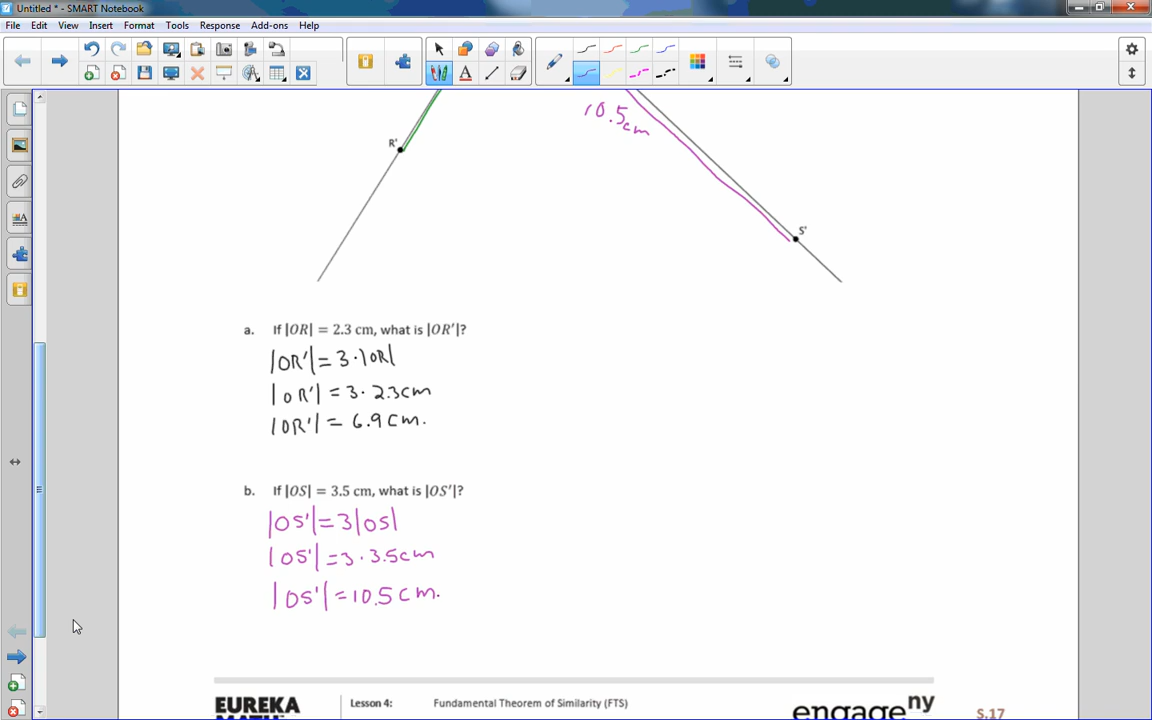 Untitled * - SMART Notebook
File Edit View Insert Format Tools Response Add-ons Help
10.5cm
R'
S'
a. If |OR| = 2.3 cm, what is |OR'|?
|OR'| = 3·|OR|
|OR'| = 3·2.3cm
|OR'| = 6.9cm.
b. If |OS| = 3.5 cm, what is |OS'|?
|OS'| = 3|OS|
|OS'| = 3·3.5cm
|OS'| = 10.5cm.
EUREKA
MATH
Lesson 4: Fundamental Theorem of Similarity (FTS)
engage ny
S.17